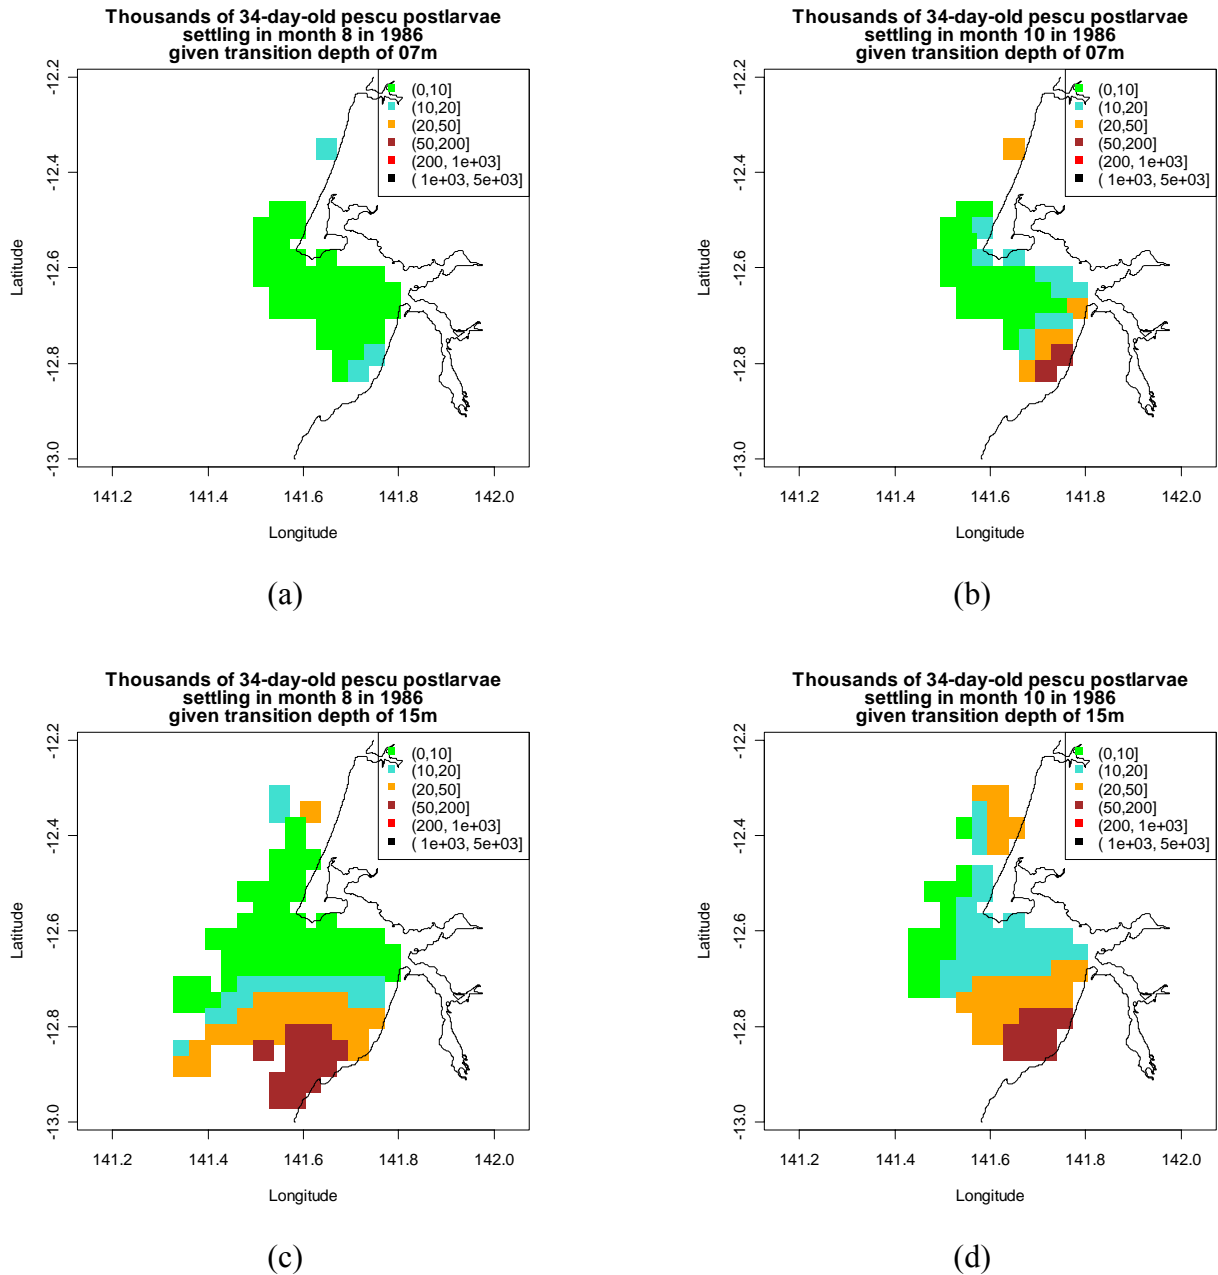 Thousands of 34-day-old pescu postlarvae
settling in month 8 in 1986
given transition depth of 07m
(0,10]
(10,20]
(20,50]
(50,200]
(200, 1e+03]
( 1e+03, 5e+03]
-12.2
-12.4
-12.6
-12.8
-13.0
Latitude
141.2 141.4 141.6 141.8 142.0
Longitude
(a)
Thousands of 34-day-old pescu postlarvae
settling in month 10 in 1986
given transition depth of 07m
(0,10]
(10,20]
(20,50]
(50,200]
(200, 1e+03]
( 1e+03, 5e+03]
-12.2
-12.4
-12.6
-12.8
-13.0
Latitude
141.2 141.4 141.6 141.8 142.0
Longitude
(b)
Thousands of 34-day-old pescu postlarvae
settling in month 8 in 1986
given transition depth of 15m
(0,10]
(10,20]
(20,50]
(50,200]
(200, 1e+03]
( 1e+03, 5e+03]
-12.2
-12.4
-12.6
-12.8
-13.0
Latitude
141.2 141.4 141.6 141.8 142.0
Longitude
(c)
Thousands of 34-day-old pescu postlarvae
settling in month 10 in 1986
given transition depth of 15m
(0,10]
(10,20]
(20,50]
(50,200]
(200, 1e+03]
( 1e+03, 5e+03]
-12.2
-12.4
-12.6
-12.8
-13.0
Latitude
141.2 141.4 141.6 141.8 142.0
Longitude
(d)